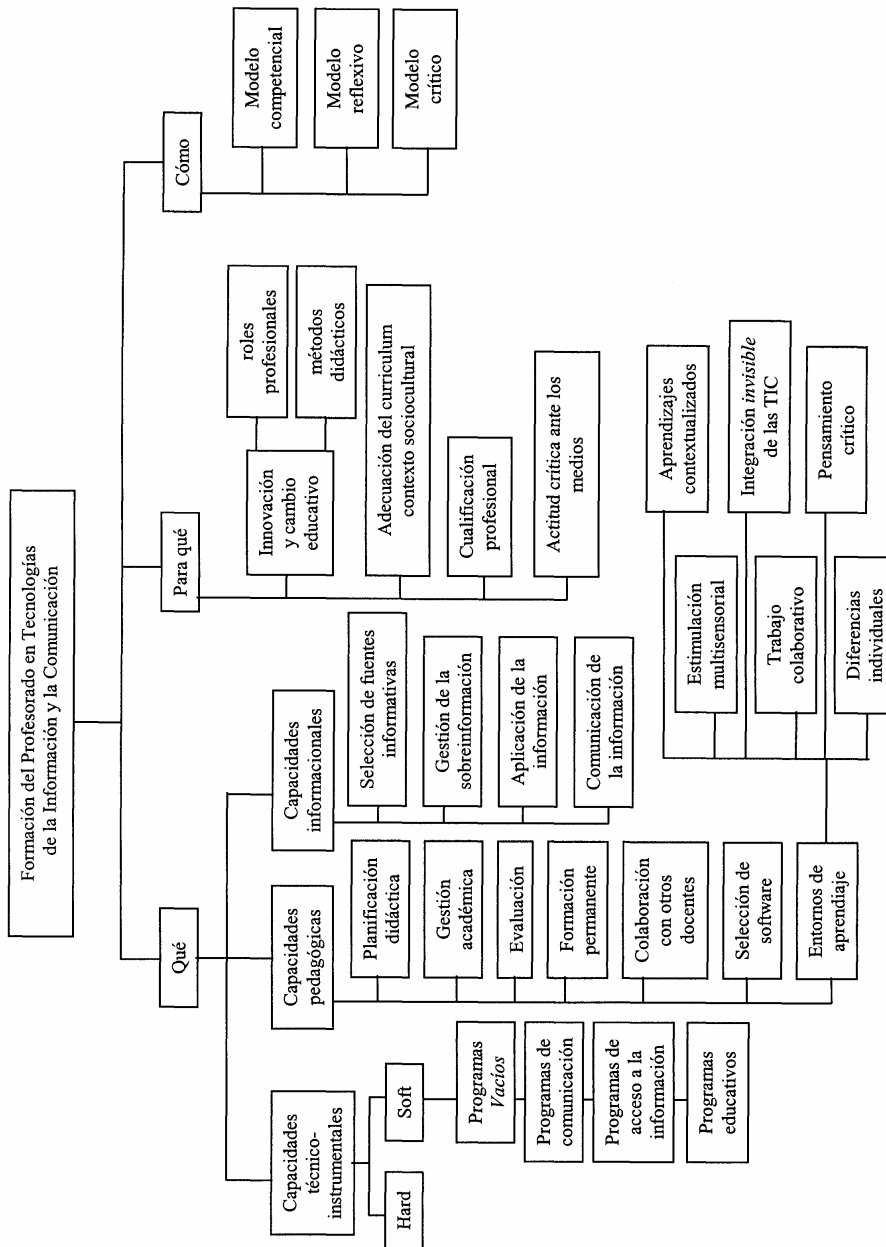 Formación del Profesorado en Tecnologías
de la Información y la Comunicación
Qué
Capacidades
técnico-
instrumentales
Hard
Soft
Programas
Vacíos
Programas de
comunicación
Programas de
acceso a la
información
Programas
educativos
Capacidades
pedagógicas
Planificación
didáctica
Gestión
académica
Evaluación
Formación
permanente
Colaboración
con otros
docentes
Selección de
software
Entornos de
aprendizaje
Capacidades
informacionales
Selección de fuentes
informativas
Gestión de la
sobreinformación
Aplicación de la
información
Comunicación de
la información
Estimulación
multisensorial
Trabajo
colaborativo
Diferencias
individuales
Aprendizajes
contextualizados
Integración invisible
de las TIC
Pensamiento
crítico
Para qué
Innovación
y cambio
educativo
roles
profesionales
métodos
didácticos
Adecuación del curriculum
contexto sociocultural
Cualificación
profesional
Actitud crítica ante los
medios
Cómo
Modelo
competencial
Modelo
reflexivo
Modelo
crítico